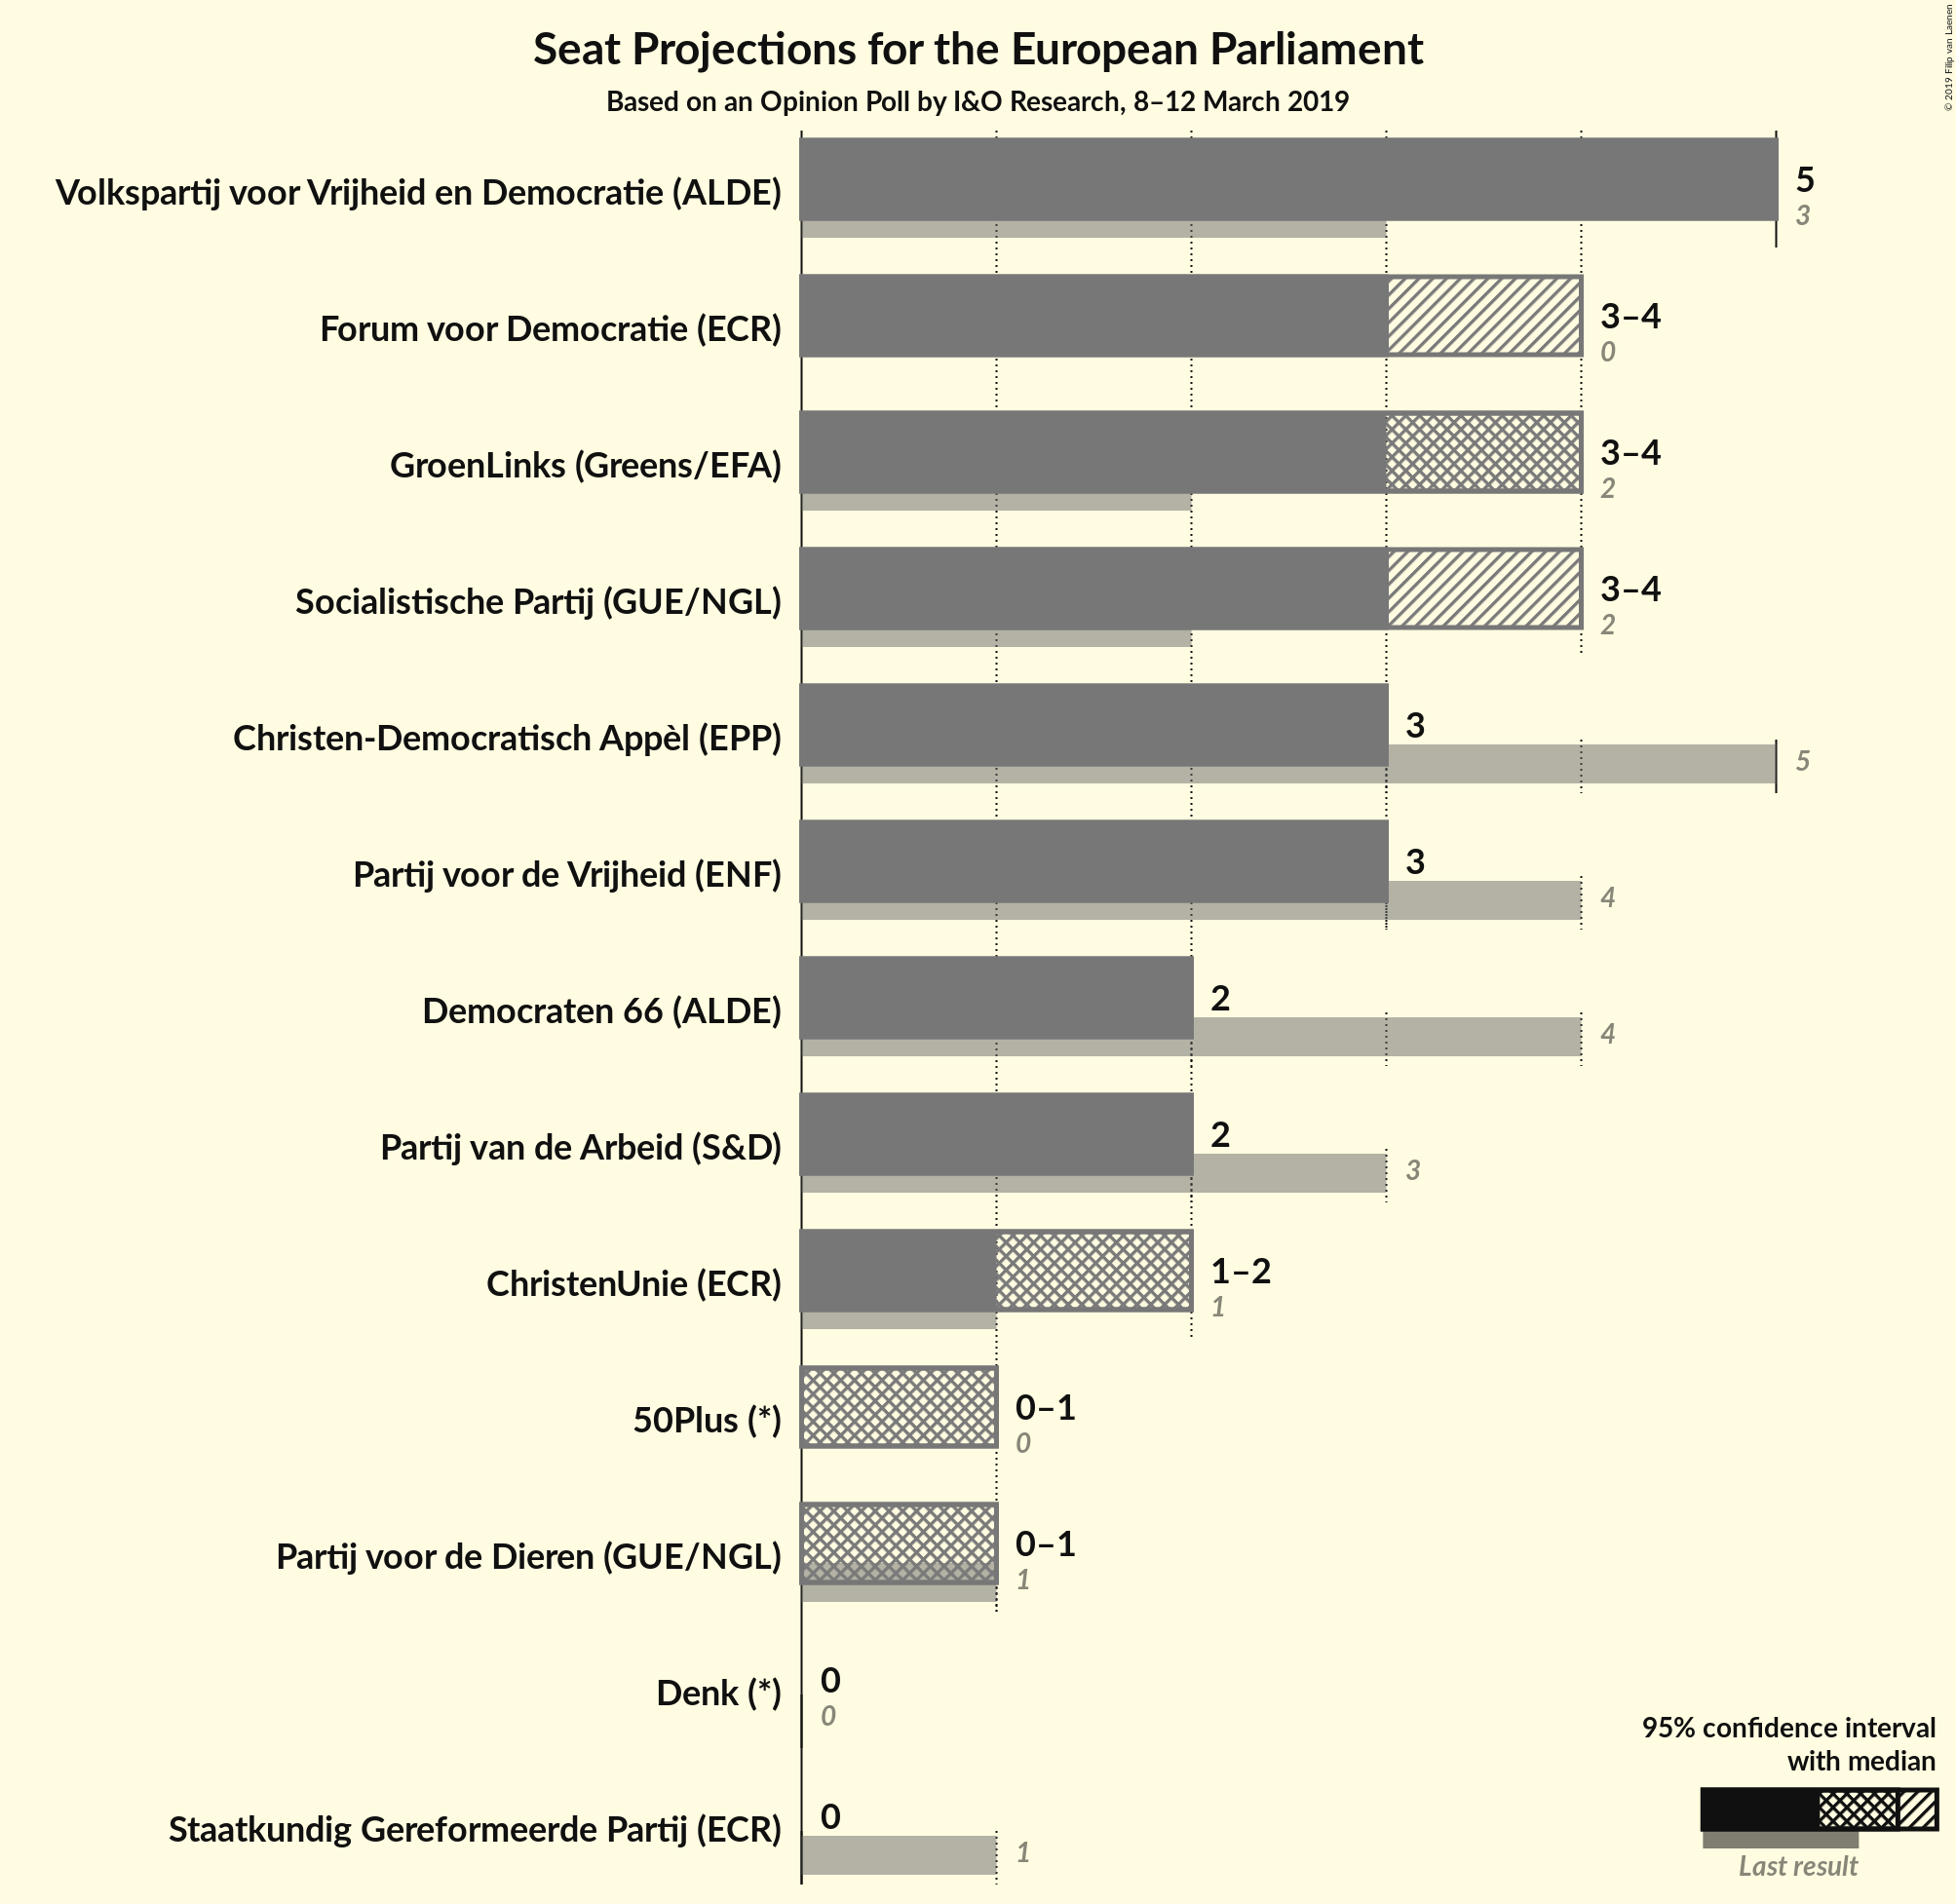 Seat Projections for the European Parliament
Based on an Opinion Poll by I&O Research, 8–12 March 2019
© 2019 Filip van Laenen
Volkspartij voor Vrijheid en Democratie (ALDE)
5
3
Forum voor Democratie (ECR)
3–4
0
GroenLinks (Greens/EFA)
3–4
2
Socialistische Partij (GUE/NGL)
3–4
2
Christen-Democratisch Appèl (EPP)
3
5
Partij voor de Vrijheid (ENF)
3
4
Democraten 66 (ALDE)
2
4
Partij van de Arbeid (S&D)
2
3
ChristenUnie (ECR)
1–2
1
50Plus (*)
0–1
0
Partij voor de Dieren (GUE/NGL)
0–1
1
Denk (*)
0
0
Staatkundig Gereformeerde Partij (ECR)
0
1
95% confidence interval
with median
Last result